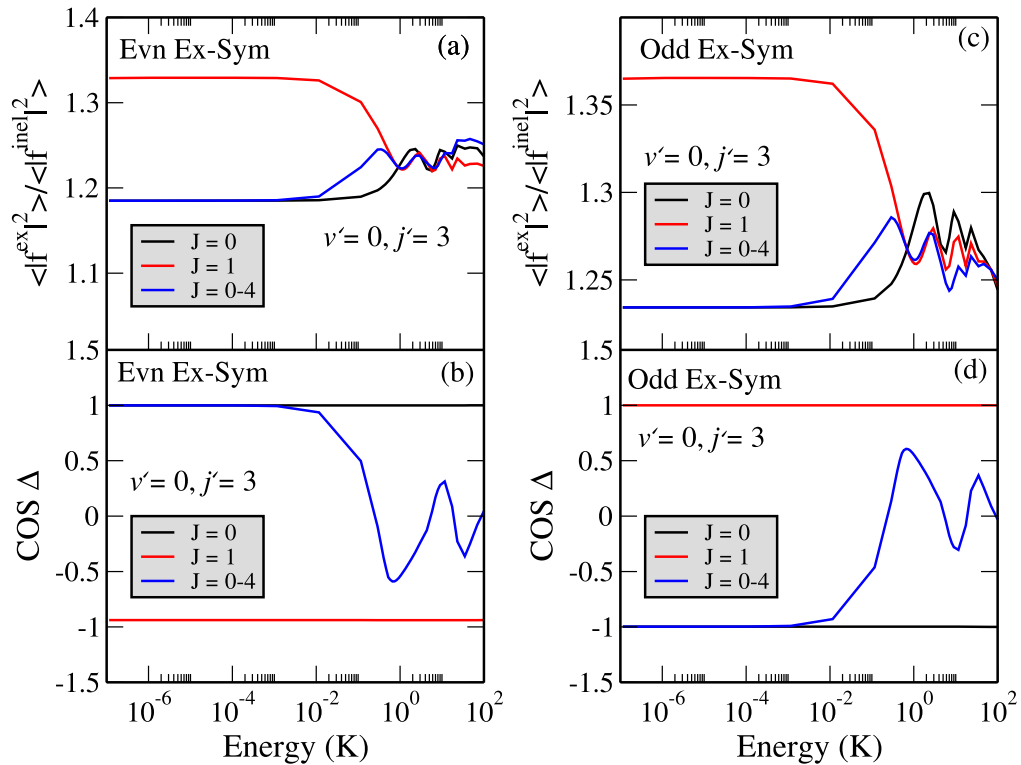 1.4
1.3
1.2
1.1
<|f^ex|^2>/<|f^inel|^2>
Evn Ex-Sym
(a)
v′= 0, j′= 3
J = 0
J = 1
J = 0-4
1.35
1.3
1.25
<|f^ex|^2>/<|f^inel|^2>
Odd Ex-Sym
(c)
v′= 0, j′= 3
J = 0
J = 1
J = 0-4
1.5
1
0.5
0
-0.5
-1
-1.5
COS Δ
Evn Ex-Sym
(b)
v′= 0, j′= 3
J = 0
J = 1
J = 0-4
10^-6
10^-4
10^-2
10^0
10^2
Energy (K)
1.5
1
0.5
0
-0.5
-1
-1.5
COS Δ
Odd Ex-Sym
(d)
v′= 0, j′= 3
J = 0
J = 1
J = 0-4
10^-6
10^-4
10^-2
10^0
10^2
Energy (K)